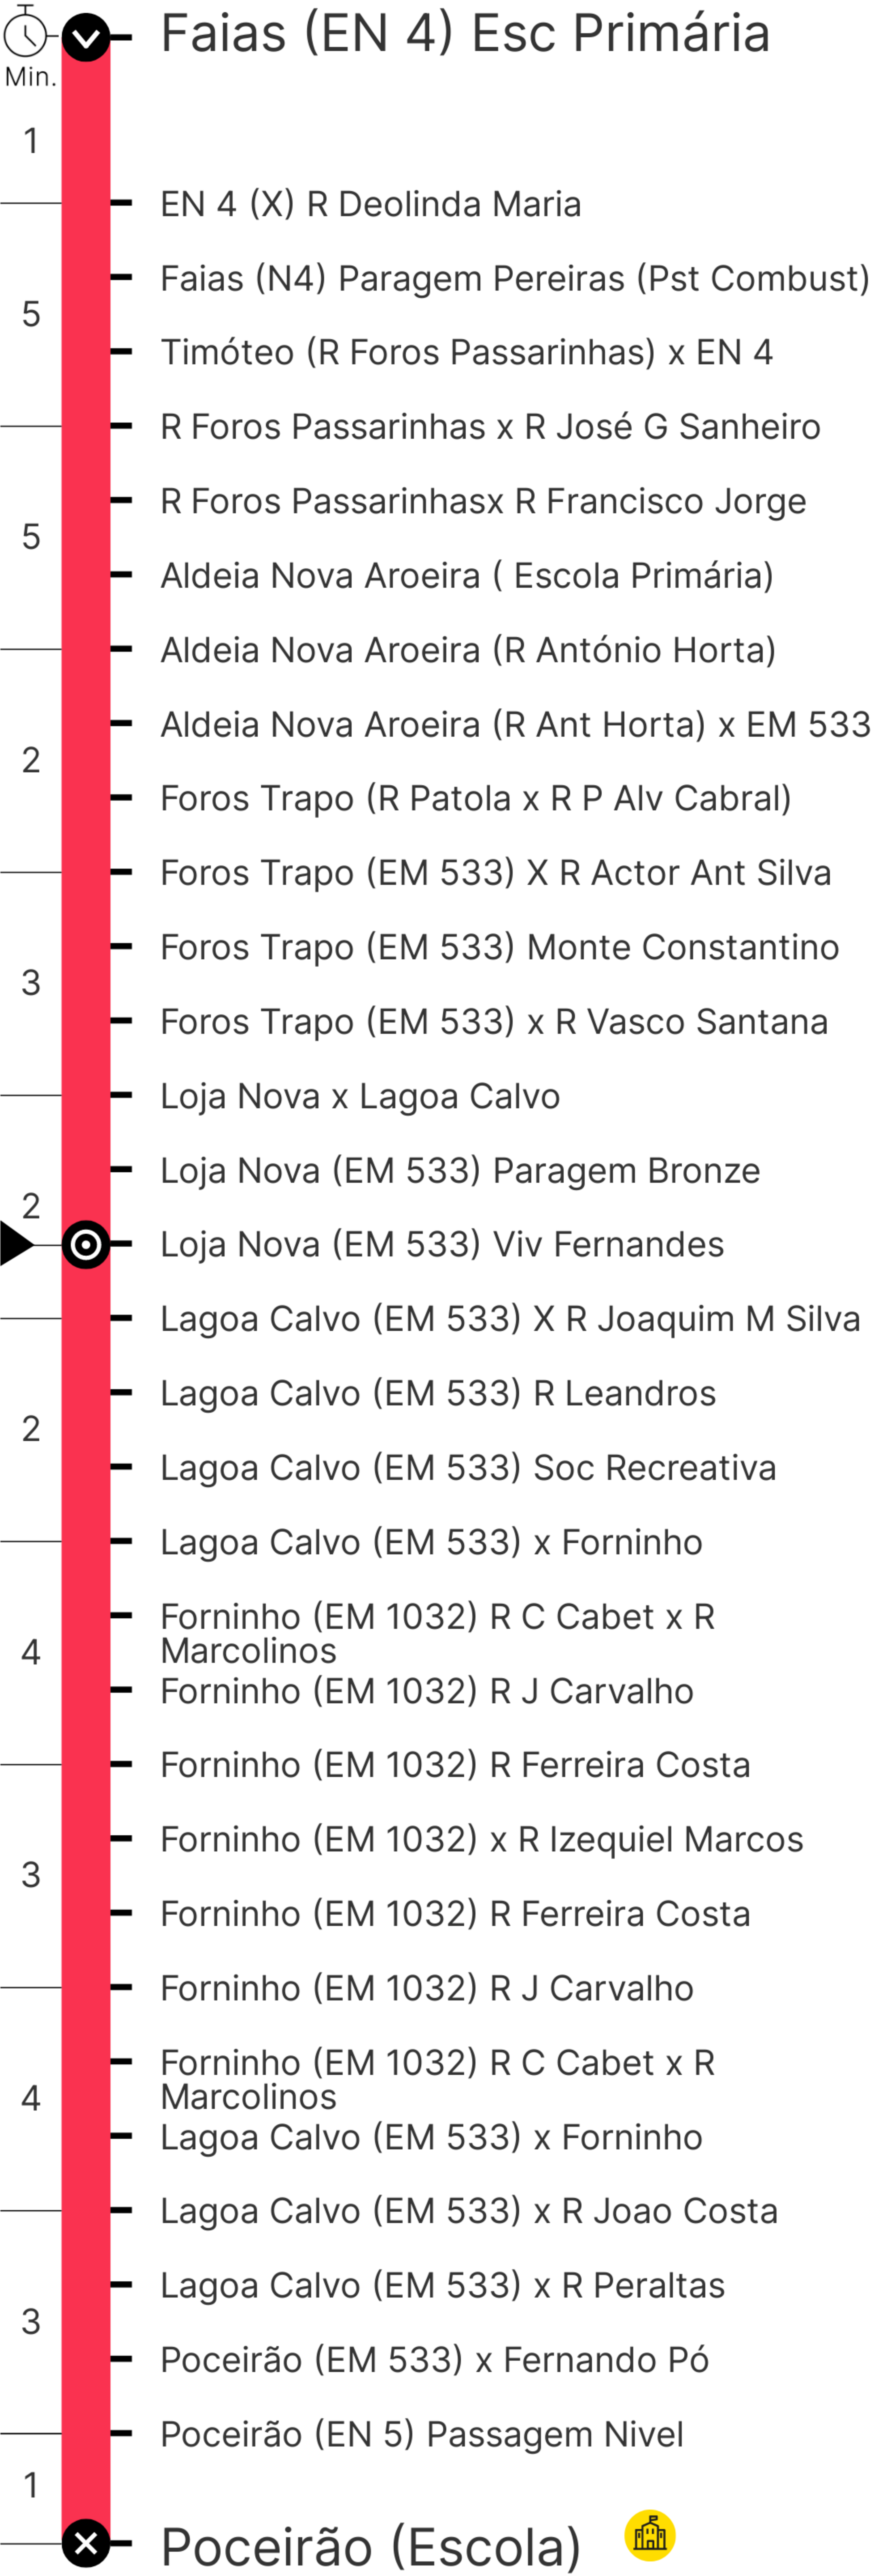 Faias (EN 4) Esc Primária
Min.
1
EN 4 (X) R Deolinda Maria
Faias (N4) Paragem Pereiras (Pst Combust)
5
Timóteo (R Foros Passarinhas) x EN 4
R Foros Passarinhas x R José G Sanheiro
R Foros Passarinhasx R Francisco Jorge
5
Aldeia Nova Aroeira ( Escola Primária)
Aldeia Nova Aroeira (R António Horta)
Aldeia Nova Aroeira (R Ant Horta) x EM 533
2
Foros Trapo (R Patola x R P Alv Cabral)
Foros Trapo (EM 533) X R Actor Ant Silva
Foros Trapo (EM 533) Monte Constantino
3
Foros Trapo (EM 533) x R Vasco Santana
Loja Nova x Lagoa Calvo
Loja Nova (EM 533) Paragem Bronze
2
Loja Nova (EM 533) Viv Fernandes
Lagoa Calvo (EM 533) X R Joaquim M Silva
Lagoa Calvo (EM 533) R Leandros
2
Lagoa Calvo (EM 533) Soc Recreativa
Lagoa Calvo (EM 533) x Forninho
Forninho (EM 1032) R C Cabet x R
Marcolinos
4
Forninho (EM 1032) R J Carvalho
Forninho (EM 1032) R Ferreira Costa
Forninho (EM 1032) x R Izequiel Marcos
3
Forninho (EM 1032) R Ferreira Costa
Forninho (EM 1032) R J Carvalho
Forninho (EM 1032) R C Cabet x R
Marcolinos
4
Lagoa Calvo (EM 533) x Forninho
Lagoa Calvo (EM 533) x R Joao Costa
Lagoa Calvo (EM 533) x R Peraltas
3
Poceirão (EM 533) x Fernando Pó
Poceirão (EN 5) Passagem Nivel
1
Poceirão (Escola)